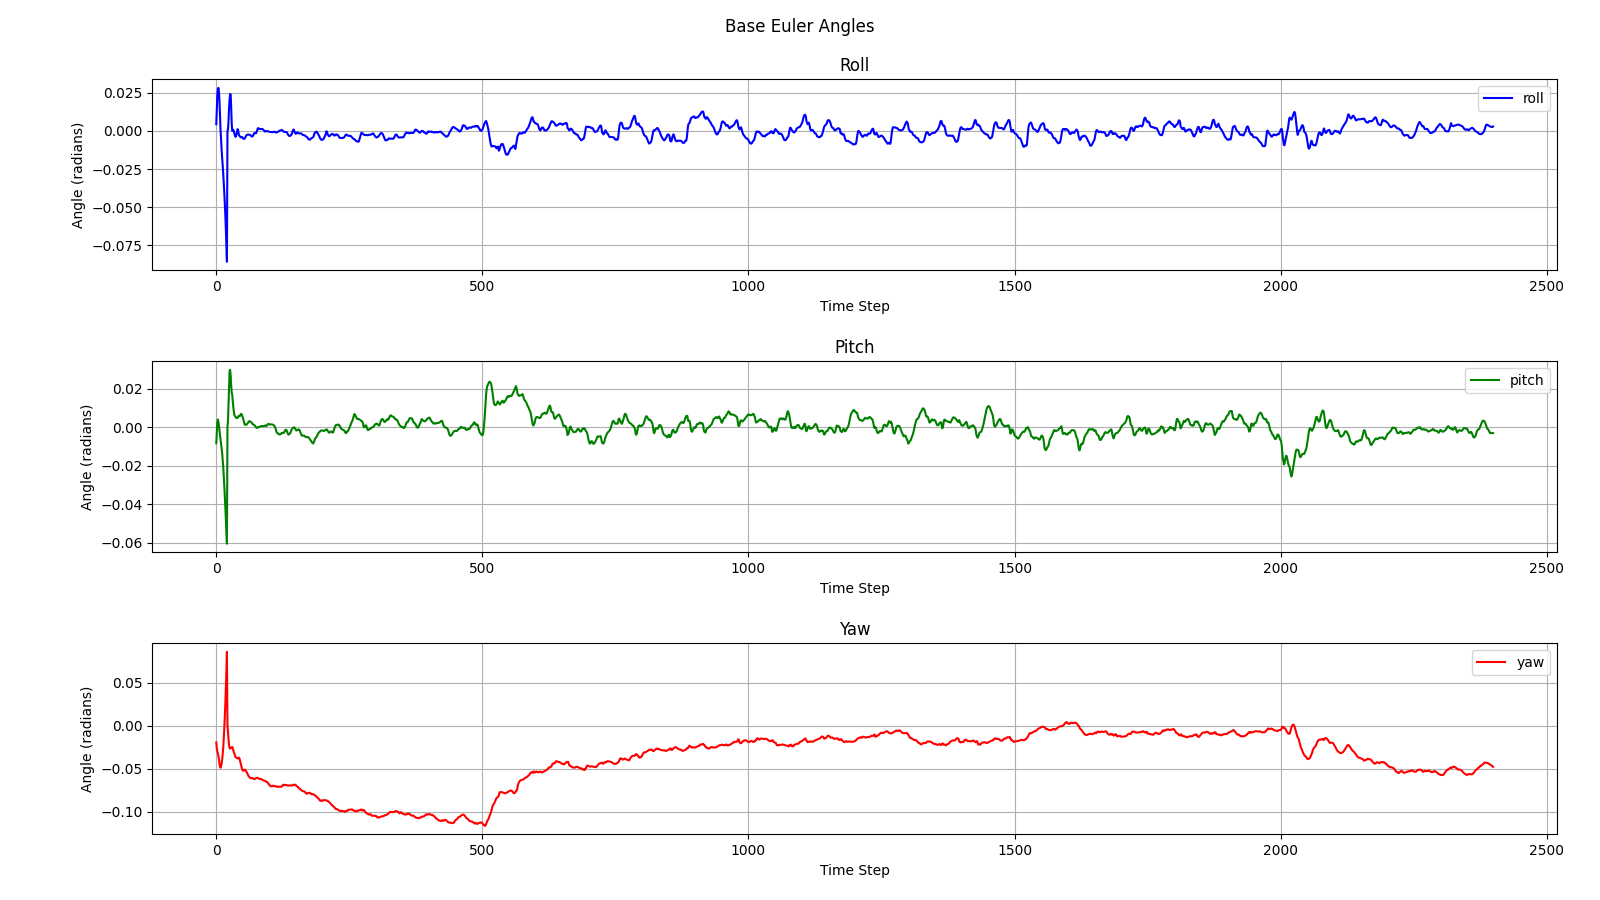 Base Euler Angles
Roll
roll
0.025
0.000
−0.025
−0.050
−0.075
Angle (radians)
0 500 1000 1500 2000 2500
Time Step
Pitch
pitch
0.02
0.00
−0.02
−0.04
−0.06
Angle (radians)
0 500 1000 1500 2000 2500
Time Step
Yaw
yaw
0.05
0.00
−0.05
−0.10
Angle (radians)
0 500 1000 1500 2000 2500
Time Step